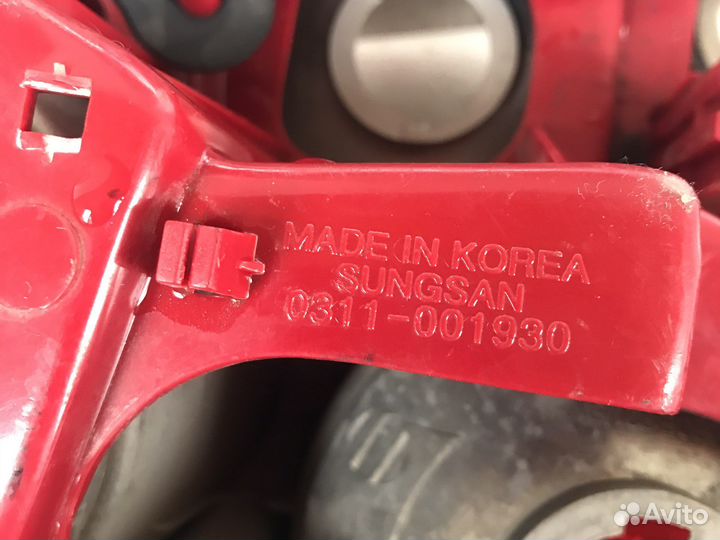 MADE IN KOREA
SUNGSAN
0311-001930
Avito